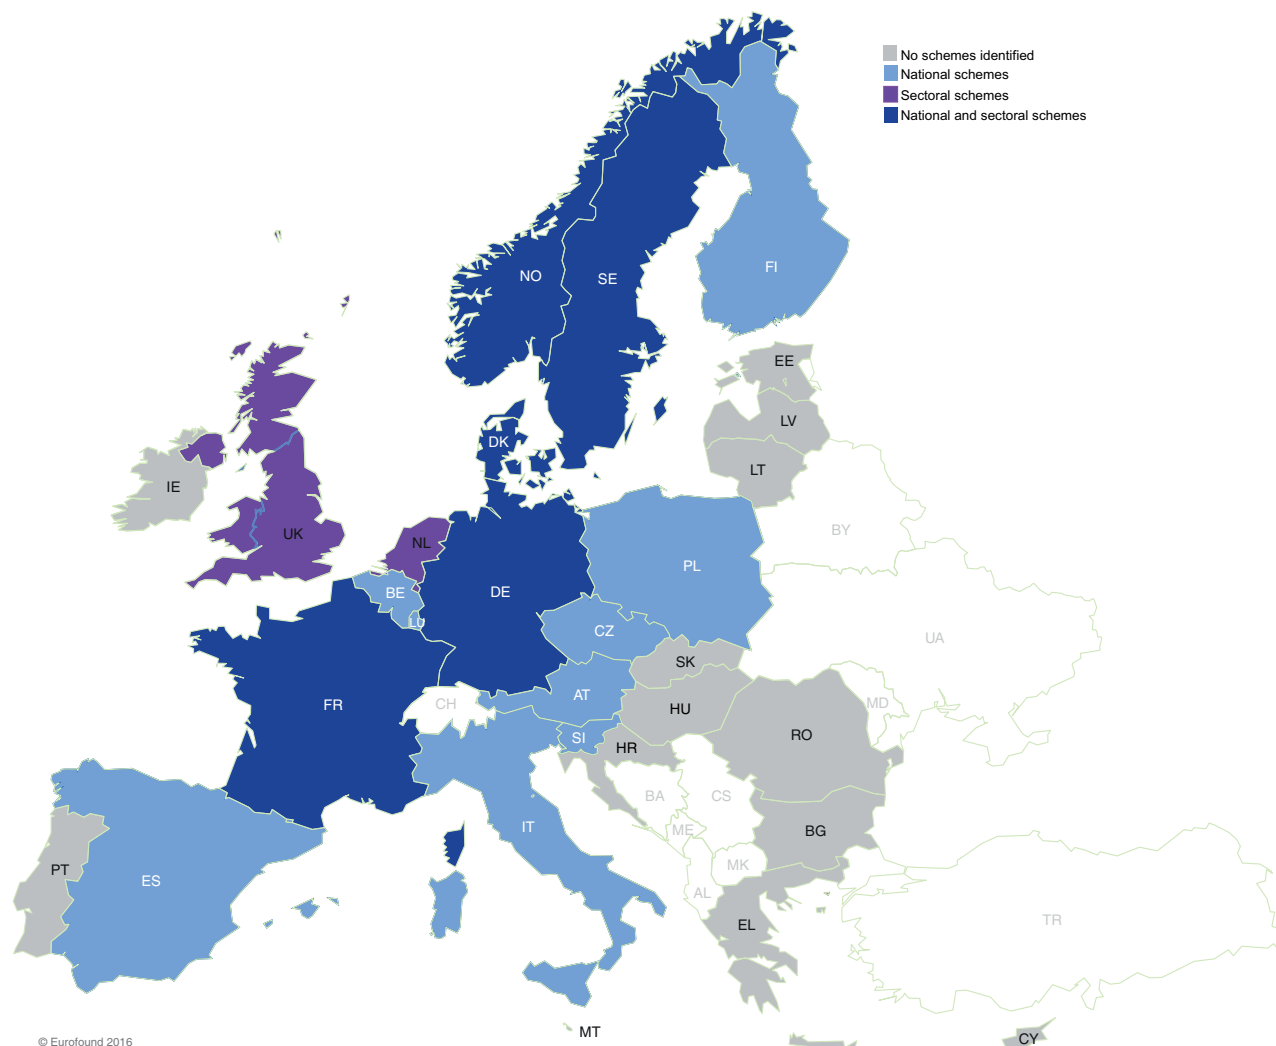 No schemes identified
National schemes
Sectoral schemes
National and sectoral schemes
NO
SE
FI
EE
LV
LT
DK
IE
UK
NL
BY
PL
BE
DE
LU
CZ
UA
SK
AT
CH
FR
MD
HU
SI
RO
HR
BA
CS
IT
ME
BG
MK
PT
ES
AL
EL
TR
MT
CY
© Eurofound 2016